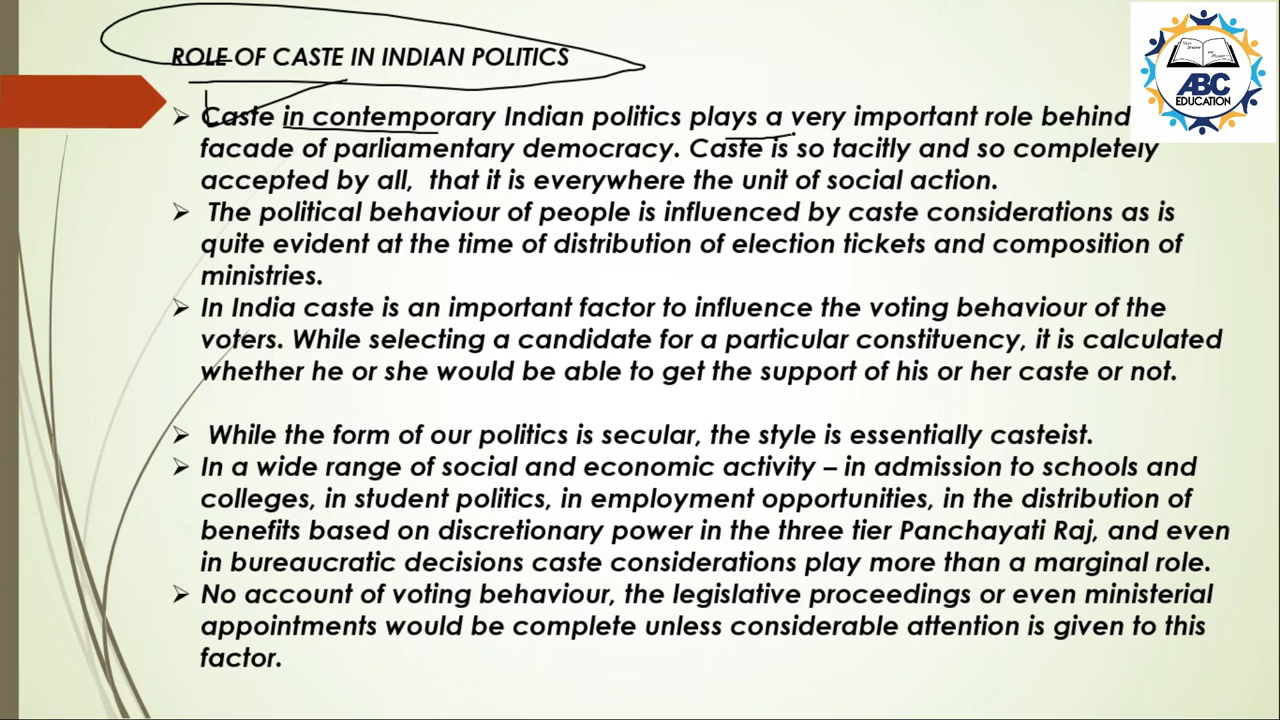 ROLE OF CASTE IN INDIAN POLITICS
ABC
EDUCATION
➢ Caste in contemporary Indian politics plays a very important role behind
facade of parliamentary democracy. Caste is so tacitly and so completely
accepted by all, that it is everywhere the unit of social action.
➢ The political behaviour of people is influenced by caste considerations as is
quite evident at the time of distribution of election tickets and composition of
ministries.
➢ In India caste is an important factor to influence the voting behaviour of the
voters. While selecting a candidate for a particular constituency, it is calculated
whether he or she would be able to get the support of his or her caste or not.
➢ While the form of our politics is secular, the style is essentially casteist.
➢ In a wide range of social and economic activity – in admission to schools and
colleges, in student politics, in employment opportunities, in the distribution of
benefits based on discretionary power in the three tier Panchayati Raj, and even
in bureaucratic decisions caste considerations play more than a marginal role.
➢ No account of voting behaviour, the legislative proceedings or even ministerial
appointments would be complete unless considerable attention is given to this
factor.